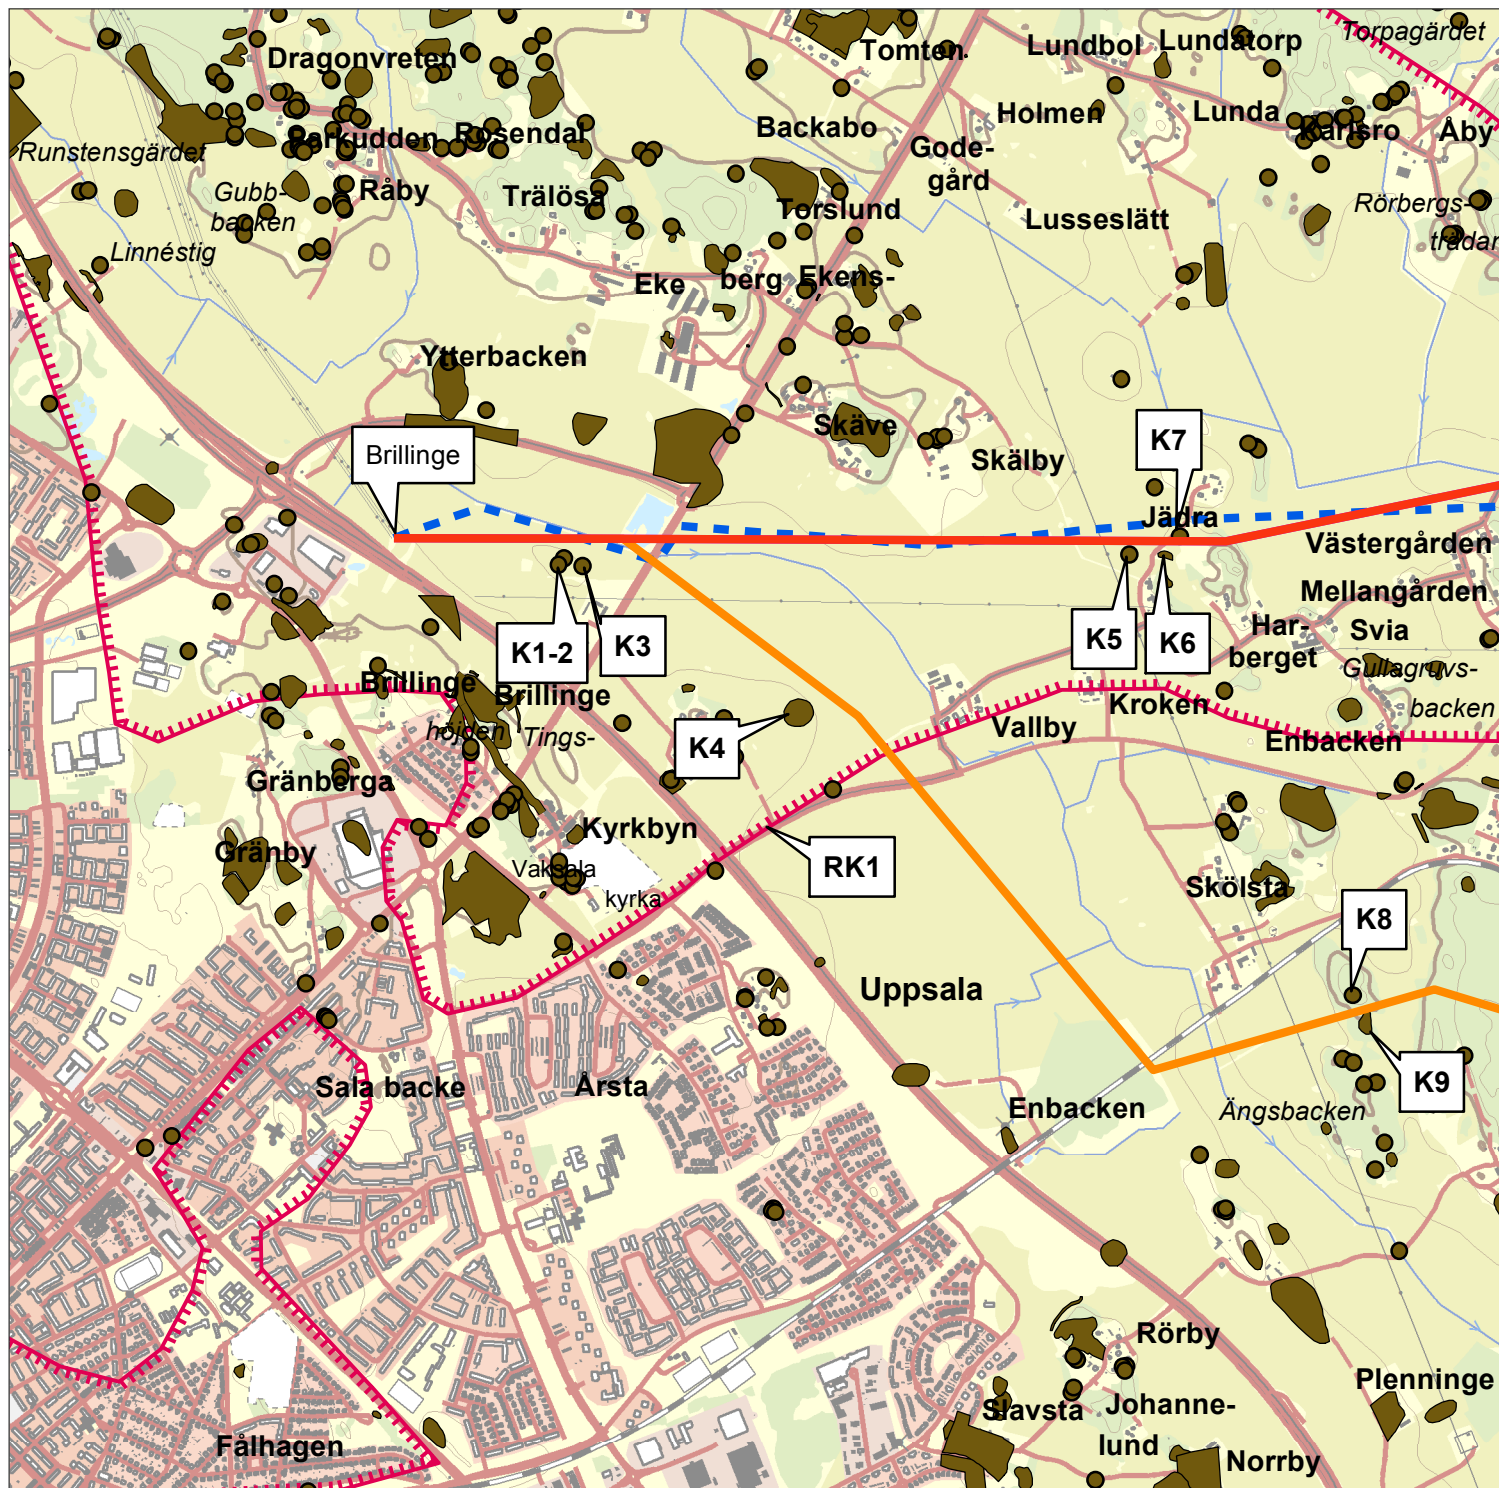 Torpagärdet
Tomten
Lundbol
Lundatorp
Dragonvreten
Holmen
Lunda
Karlsro
Åby
Parkudden
Rosendal
Backabo
Gode-
gård
Runstensgärdet
Gubb-
backen
Råby
Trälösa
Torslund
Lusseslätt
Rörbergs-
trädar
Linnéstig
Eke
berg
Ekens-
Ytterbacken
Skäve
Skälby
K7
Brillinge
Jädra
Västergården
Mellangården
K1-2
K3
K5
K6
Har-
berget
Svia
Gullagruvs-
backen
Brillinge
höjden
Brillinge
Tings-
K4
Vallby
Kroken
Enbacken
Gränberga
Gränby
Kyrkbyn
Vaksala
kyrka
RK1
Skölsta
K8
Uppsala
K9
Sala backe
Årsta
Enbacken
Ängsbacken
Rörby
Plenninge
Slavsta
Johanne-
lund
Fålhagen
Norrby